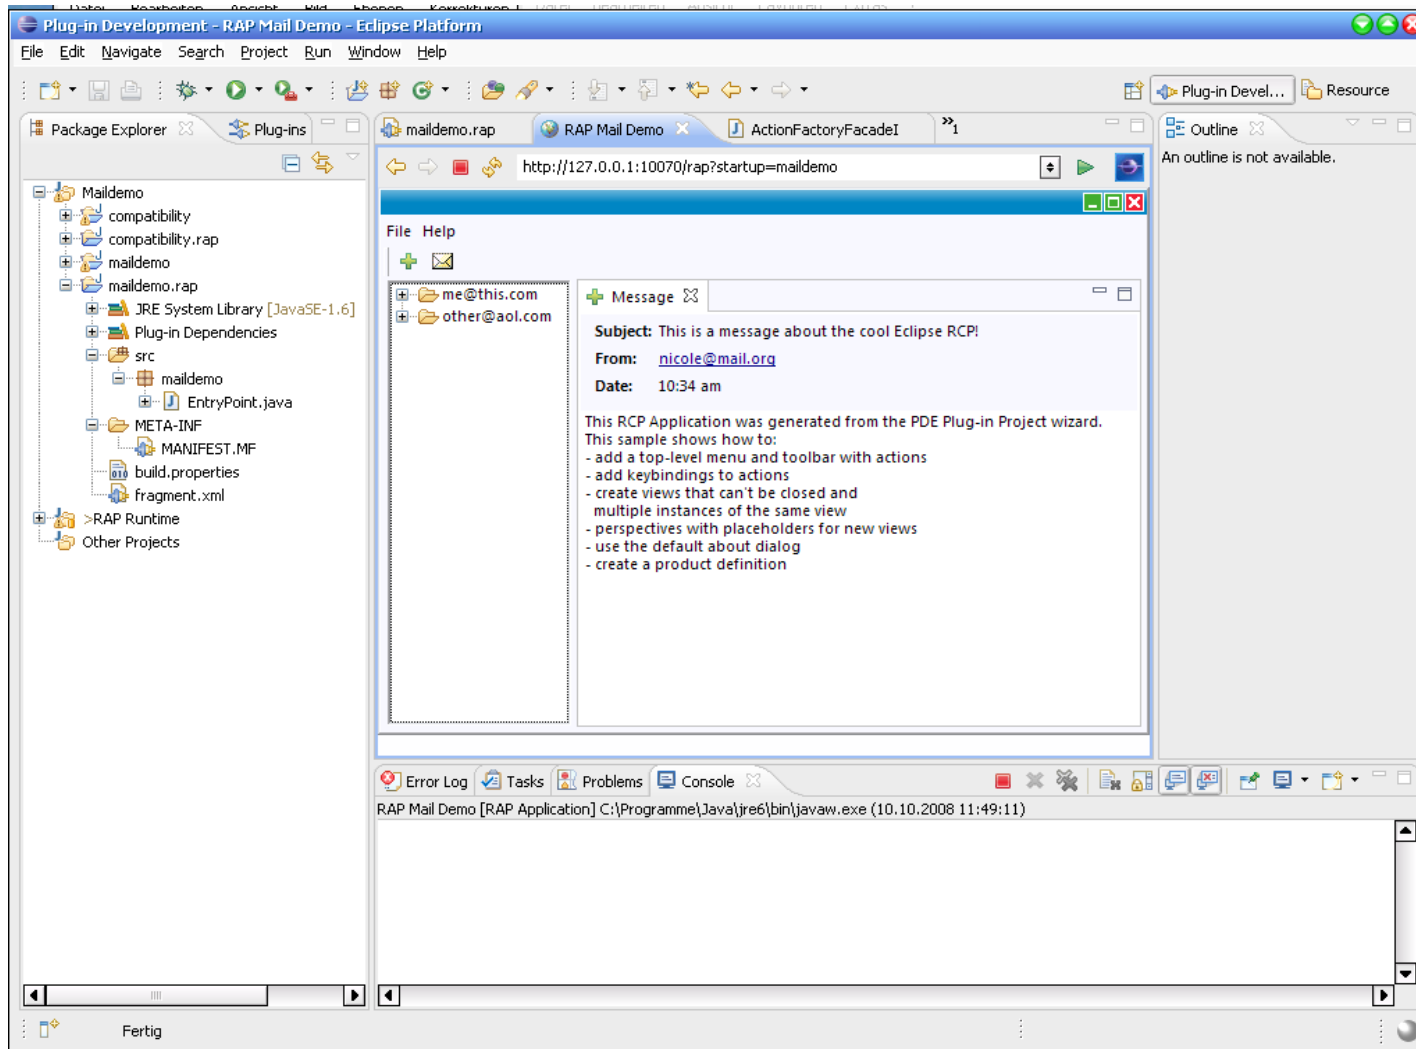 Datei Bearbeiten Ansicht Bild Ebenen Korrekturen
Plug-in Development - RAP Mail Demo - Eclipse Platform
File Edit Navigate Search Project Run Window Help
Plug-in Devel... Resource
Package Explorer Plug-ins
maildemo.rap RAP Mail Demo ActionFactoryFacadeI »1
Outline
http://127.0.0.1:10070/rap?startup=maildemo
An outline is not available.
Maildemo
compatibility
compatibility.rap
maildemo
maildemo.rap
JRE System Library [JavaSE-1.6]
Plug-in Dependencies
src
maildemo
EntryPoint.java
META-INF
MANIFEST.MF
build.properties
fragment.xml
>RAP Runtime
Other Projects
File Help
me@this.com
other@aol.com
Message
Subject: This is a message about the cool Eclipse RCP!
From: nicole@mail.org
Date: 10:34 am
This RCP Application was generated from the PDE Plug-in Project wizard.
This sample shows how to:
- add a top-level menu and toolbar with actions
- add keybindings to actions
- create views that can't be closed and
multiple instances of the same view
- perspectives with placeholders for new views
- use the default about dialog
- create a product definition
Error Log Tasks Problems Console
RAP Mail Demo [RAP Application] C:\Programme\Java\jre6\bin\javaw.exe (10.10.2008 11:49:11)
Fertig